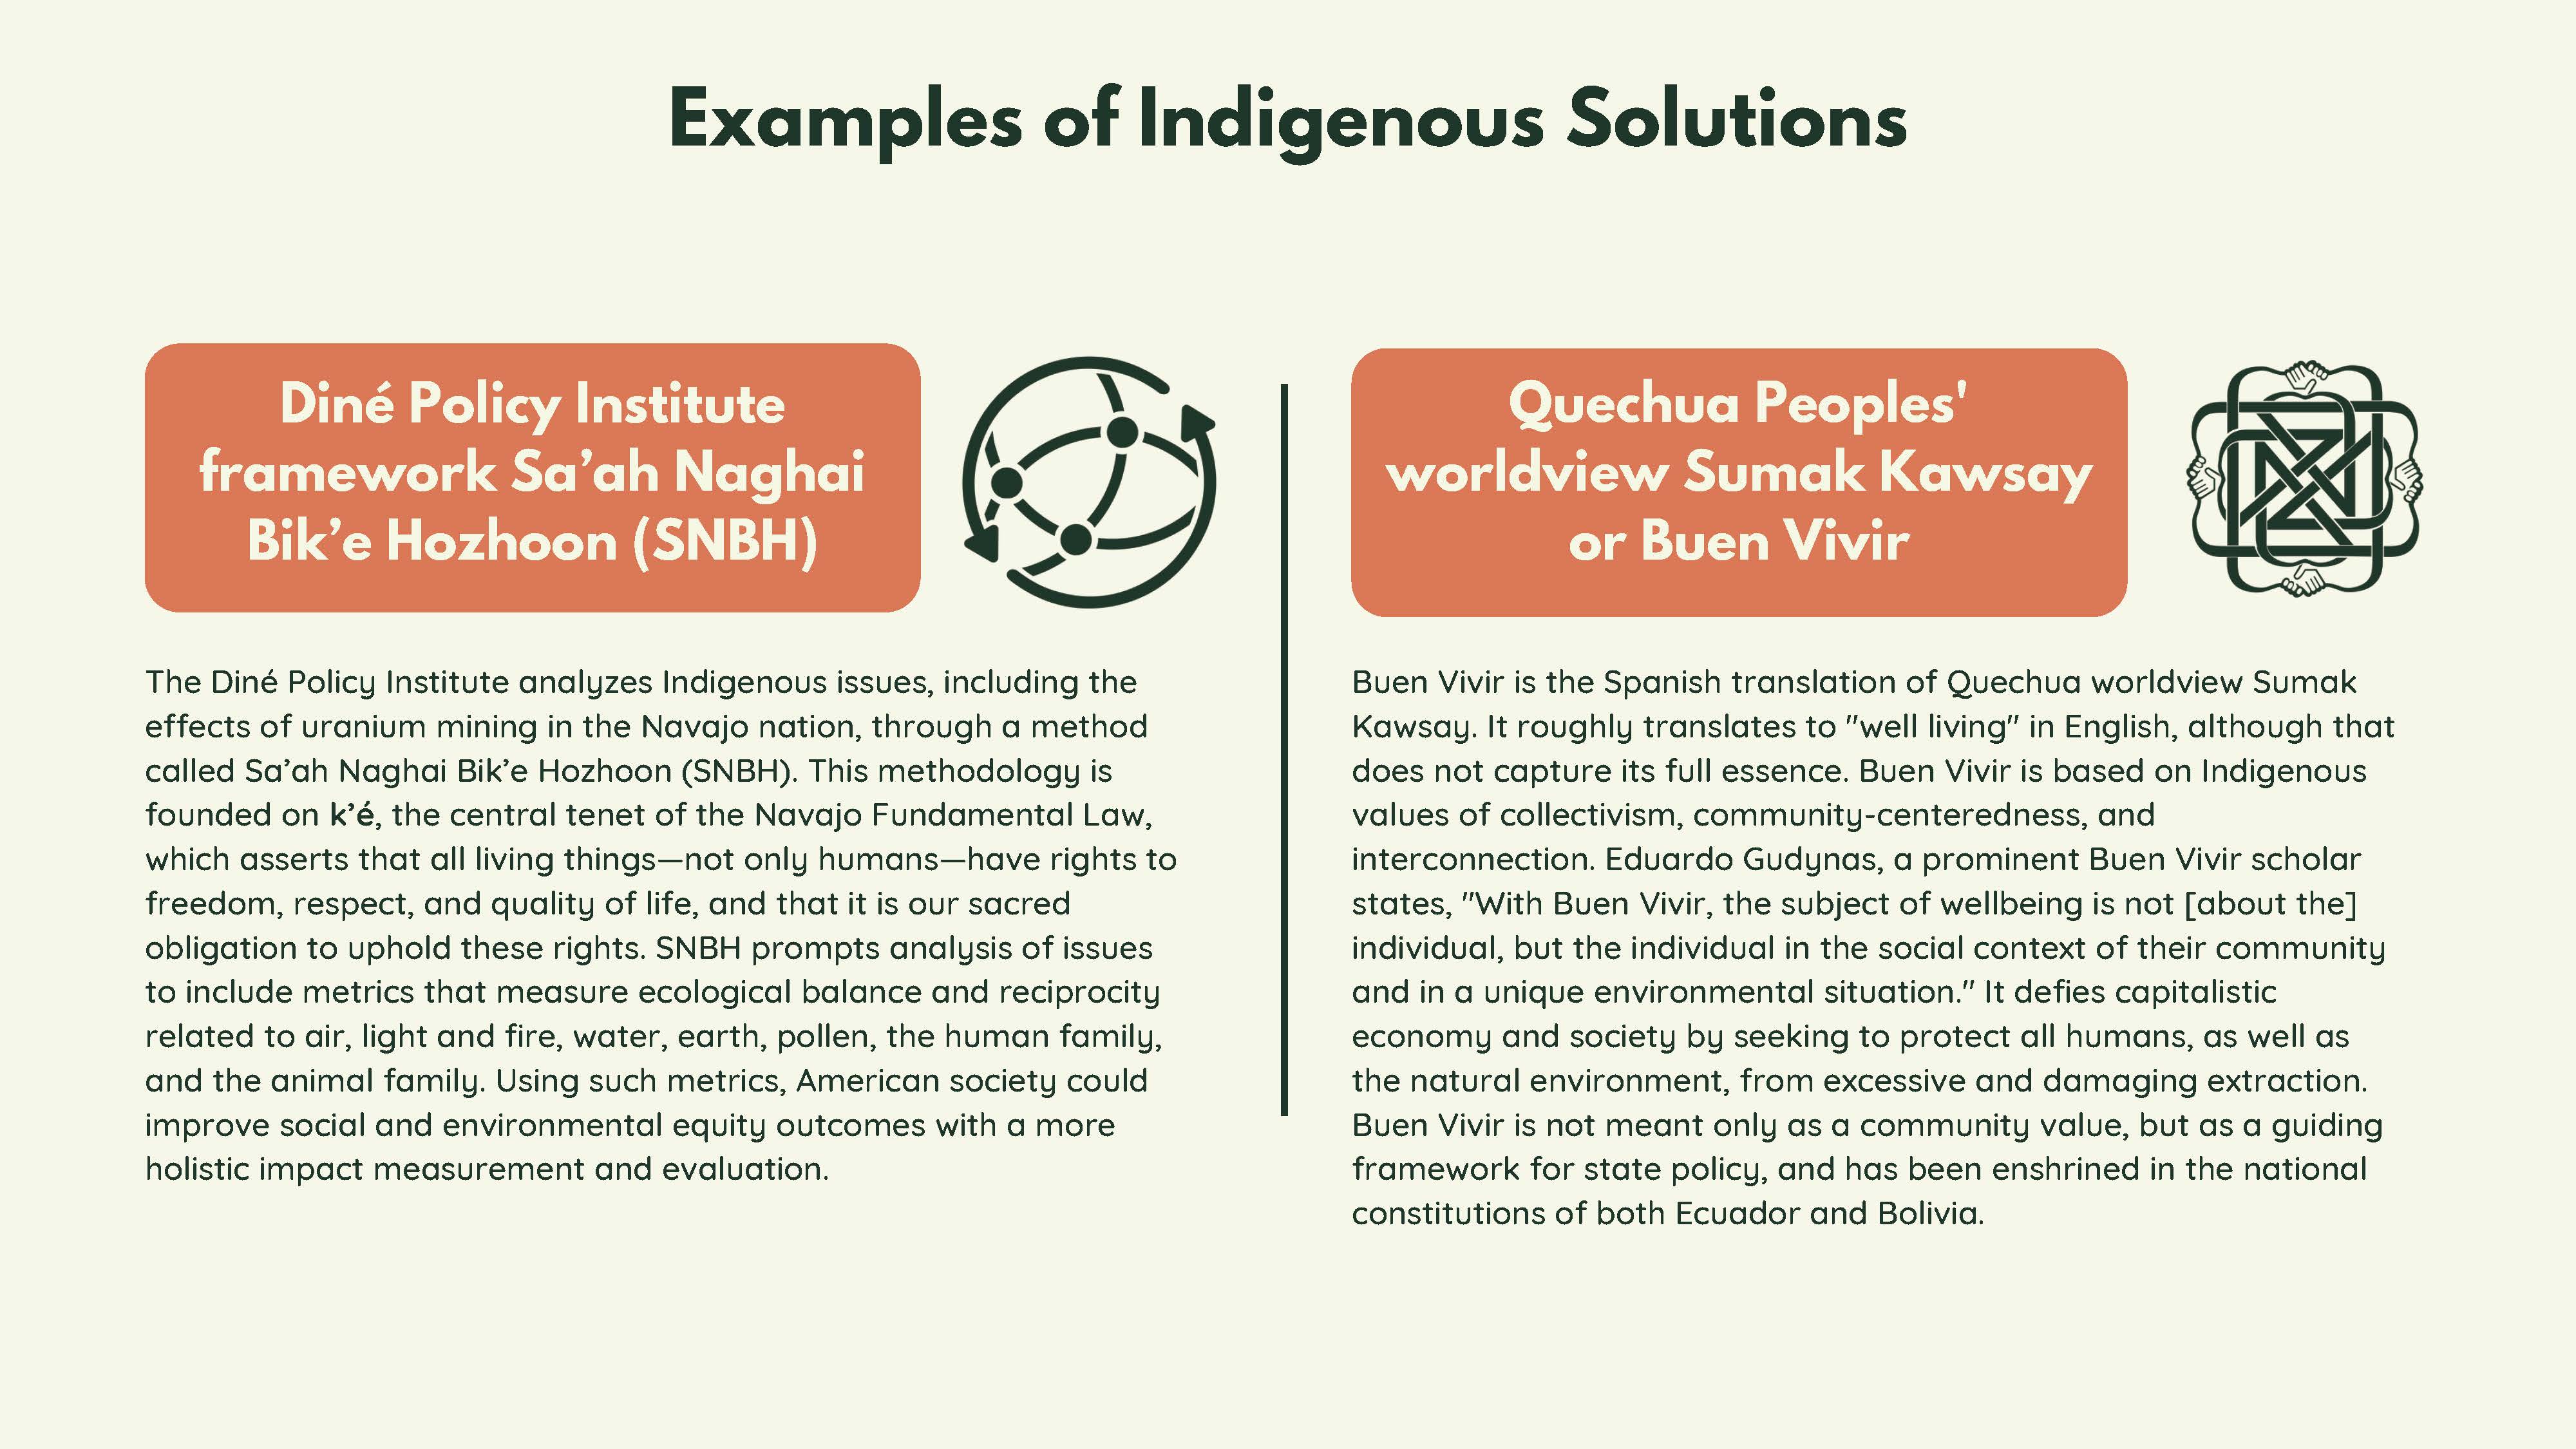 Examples of Indigenous Solutions
Diné Policy Institute
framework Sa’ah Naghai
Bik’e Hozhoon (SNBH)
The Diné Policy Institute analyzes Indigenous issues, including the
effects of uranium mining in the Navajo nation, through a method
called Sa’ah Naghai Bik’e Hozhoon (SNBH). This methodology is
founded on k’é, the central tenet of the Navajo Fundamental Law,
which asserts that all living things—not only humans—have rights to
freedom, respect, and quality of life, and that it is our sacred
obligation to uphold these rights. SNBH prompts analysis of issues
to include metrics that measure ecological balance and reciprocity
related to air, light and fire, water, earth, pollen, the human family,
and the animal family. Using such metrics, American society could
improve social and environmental equity outcomes with a more
holistic impact measurement and evaluation.
Quechua Peoples'
worldview Sumak Kawsay
or Buen Vivir
Buen Vivir is the Spanish translation of Quechua worldview Sumak
Kawsay. It roughly translates to "well living" in English, although that
does not capture its full essence. Buen Vivir is based on Indigenous
values of collectivism, community-centeredness, and
interconnection. Eduardo Gudynas, a prominent Buen Vivir scholar
states, "With Buen Vivir, the subject of wellbeing is not [about the]
individual, but the individual in the social context of their community
and in a unique environmental situation." It defies capitalistic
economy and society by seeking to protect all humans, as well as
the natural environment, from excessive and damaging extraction.
Buen Vivir is not meant only as a community value, but as a guiding
framework for state policy, and has been enshrined in the national
constitutions of both Ecuador and Bolivia.